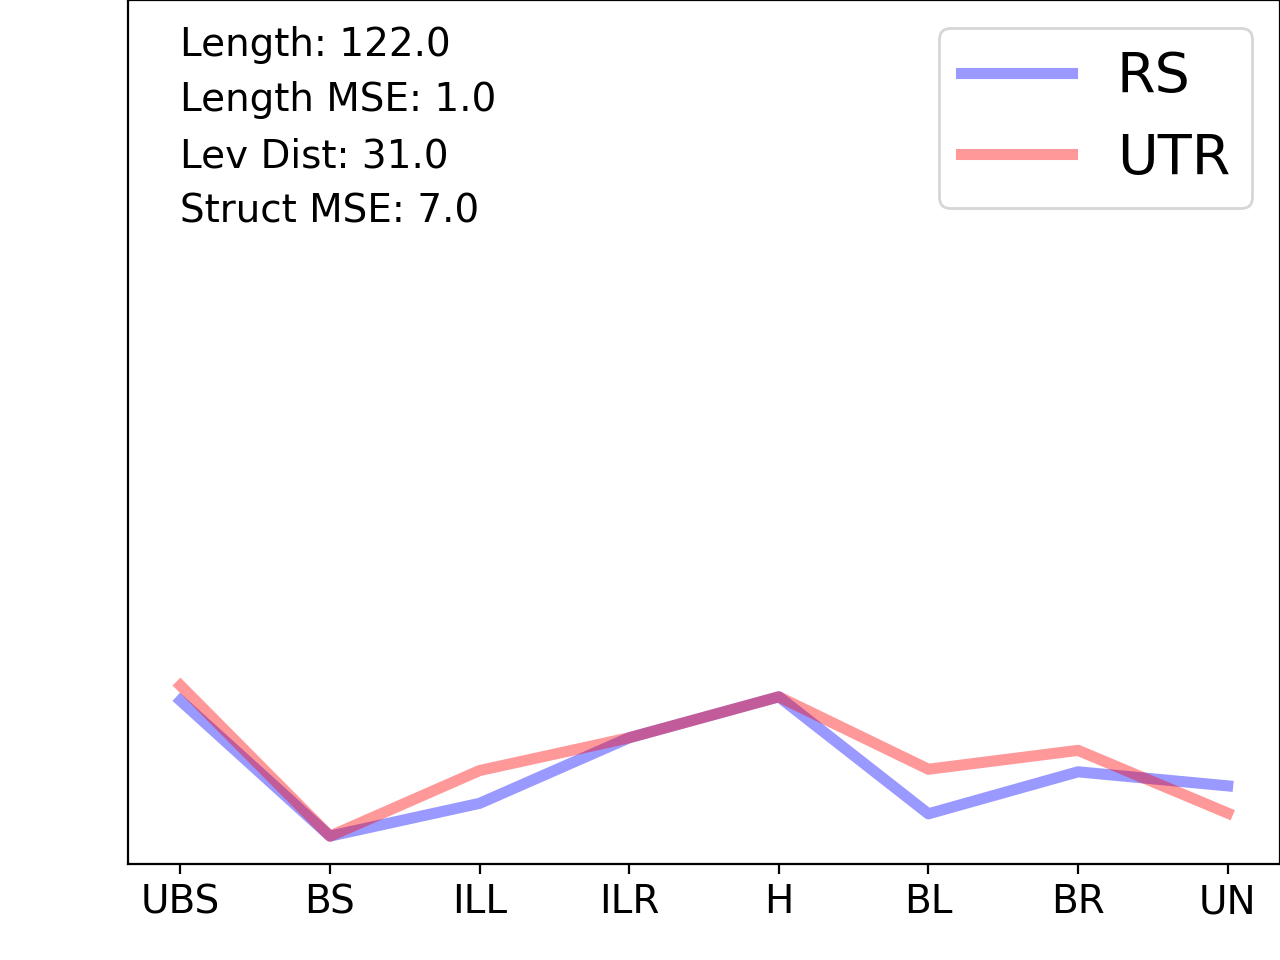 Length: 122.0
Length MSE: 1.0
Lev Dist: 31.0
Struct MSE: 7.0
RS
UTR
UBS BS ILL ILR H BL BR UN